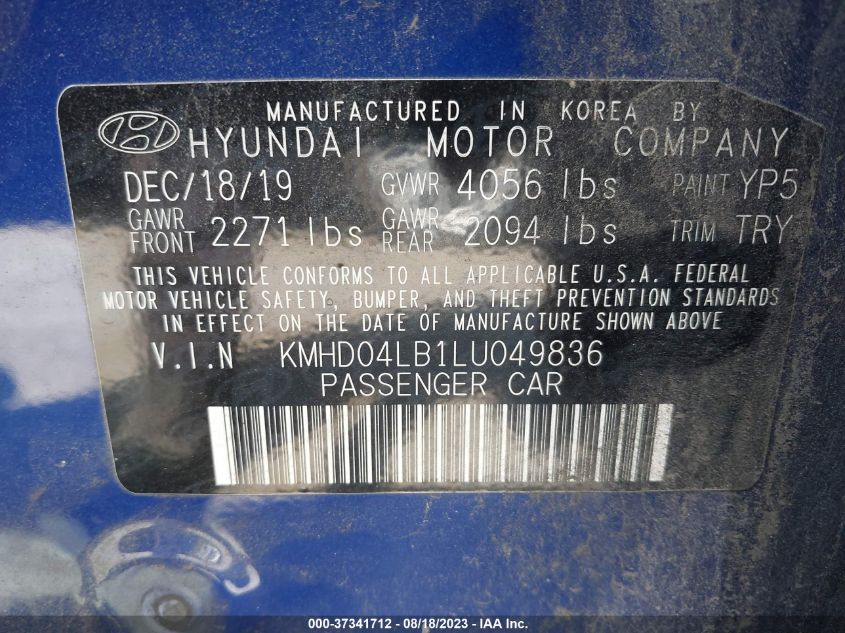 MANUFACTURED IN KOREA BY
HYUNDAI MOTOR COMPANY
DEC/18/19 GVWR 4056 lbs PAINT YP5
GAWR FRONT 2271 lbs GAWR REAR 2094 lbs TRIM TRY
THIS VEHICLE CONFORMS TO ALL APPLICABLE U.S.A. FEDERAL
MOTOR VEHICLE SAFETY, BUMPER, AND THEFT PREVENTION STANDARDS
IN EFFECT ON THE DATE OF MANUFACTURE SHOWN ABOVE
V.I.N KMHD04LB1LU049836
PASSENGER CAR
000-37341712 - 08/18/2023 - IAA Inc.